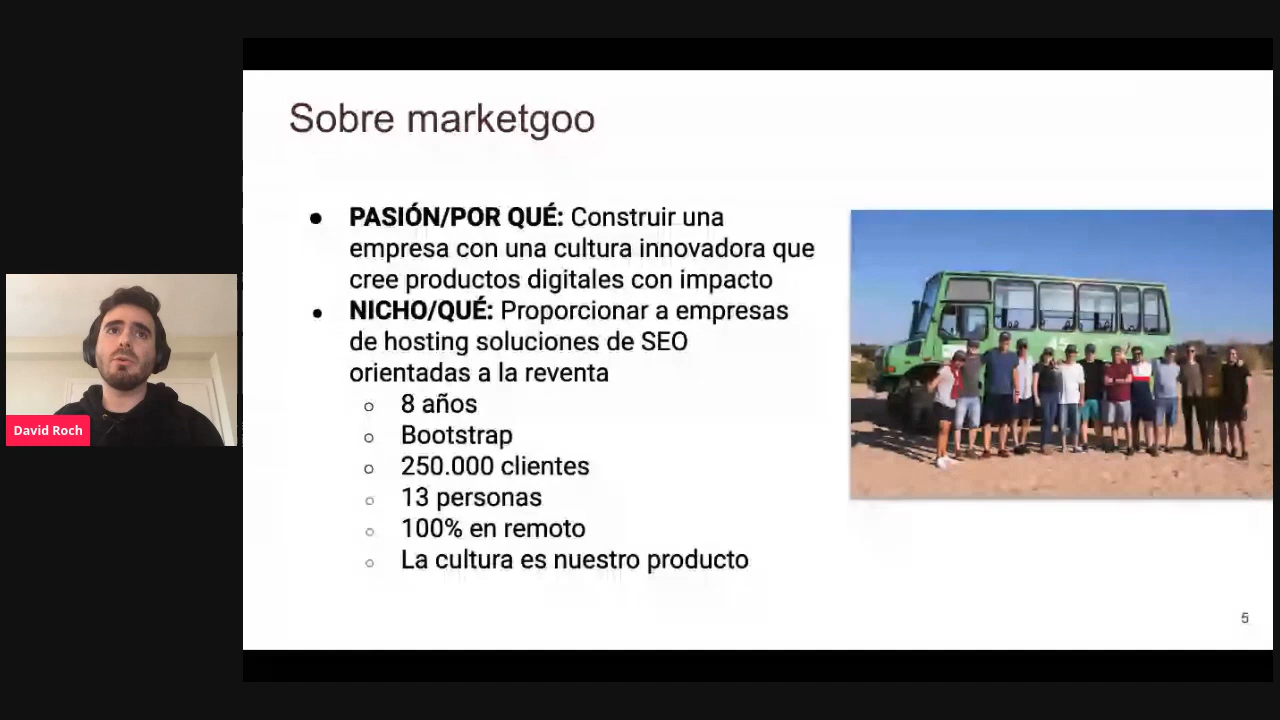 Sobre marketgoo
PASIÓN/POR QUÉ: Construir una
empresa con una cultura innovadora que
cree productos digitales con impacto
NICHO/QUÉ: Proporcionar a empresas
de hosting soluciones de SEO
orientadas a la reventa
8 años
Bootstrap
250.000 clientes
13 personas
100% en remoto
La cultura es nuestro producto
David Roch
5